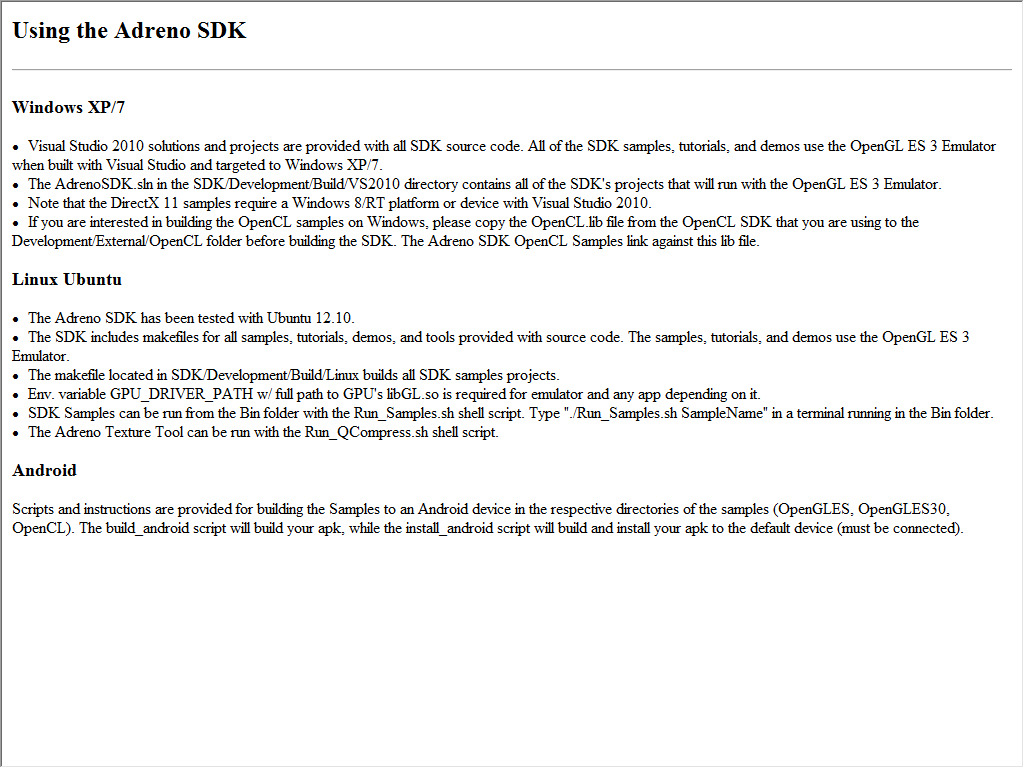 Using the Adreno SDK
Windows XP/7
• Visual Studio 2010 solutions and projects are provided with all SDK source code. All of the SDK samples, tutorials, and demos use the OpenGL ES 3 Emulator
when built with Visual Studio and targeted to Windows XP/7.
• The AdrenoSDK.sln in the SDK/Development/Build/VS2010 directory contains all of the SDK's projects that will run with the OpenGL ES 3 Emulator.
• Note that the DirectX 11 samples require a Windows 8/RT platform or device with Visual Studio 2010.
• If you are interested in building the OpenCL samples on Windows, please copy the OpenCL.lib file from the OpenCL SDK that you are using to the
Development/External/OpenCL folder before building the SDK. The Adreno SDK OpenCL Samples link against this lib file.
Linux Ubuntu
• The Adreno SDK has been tested with Ubuntu 12.10.
• The SDK includes makefiles for all samples, tutorials, demos, and tools provided with source code. The samples, tutorials, and demos use the OpenGL ES 3
Emulator.
• The makefile located in SDK/Development/Build/Linux builds all SDK samples projects.
• Env. variable GPU_DRIVER_PATH w/ full path to GPU's libGL.so is required for emulator and any app depending on it.
• SDK Samples can be run from the Bin folder with the Run_Samples.sh shell script. Type "./Run_Samples.sh SampleName" in a terminal running in the Bin folder.
• The Adreno Texture Tool can be run with the Run_QCompress.sh shell script.
Android
Scripts and instructions are provided for building the Samples to an Android device in the respective directories of the samples (OpenGLES, OpenGLES30,
OpenCL). The build_android script will build your apk, while the install_android script will build and install your apk to the default device (must be connected).